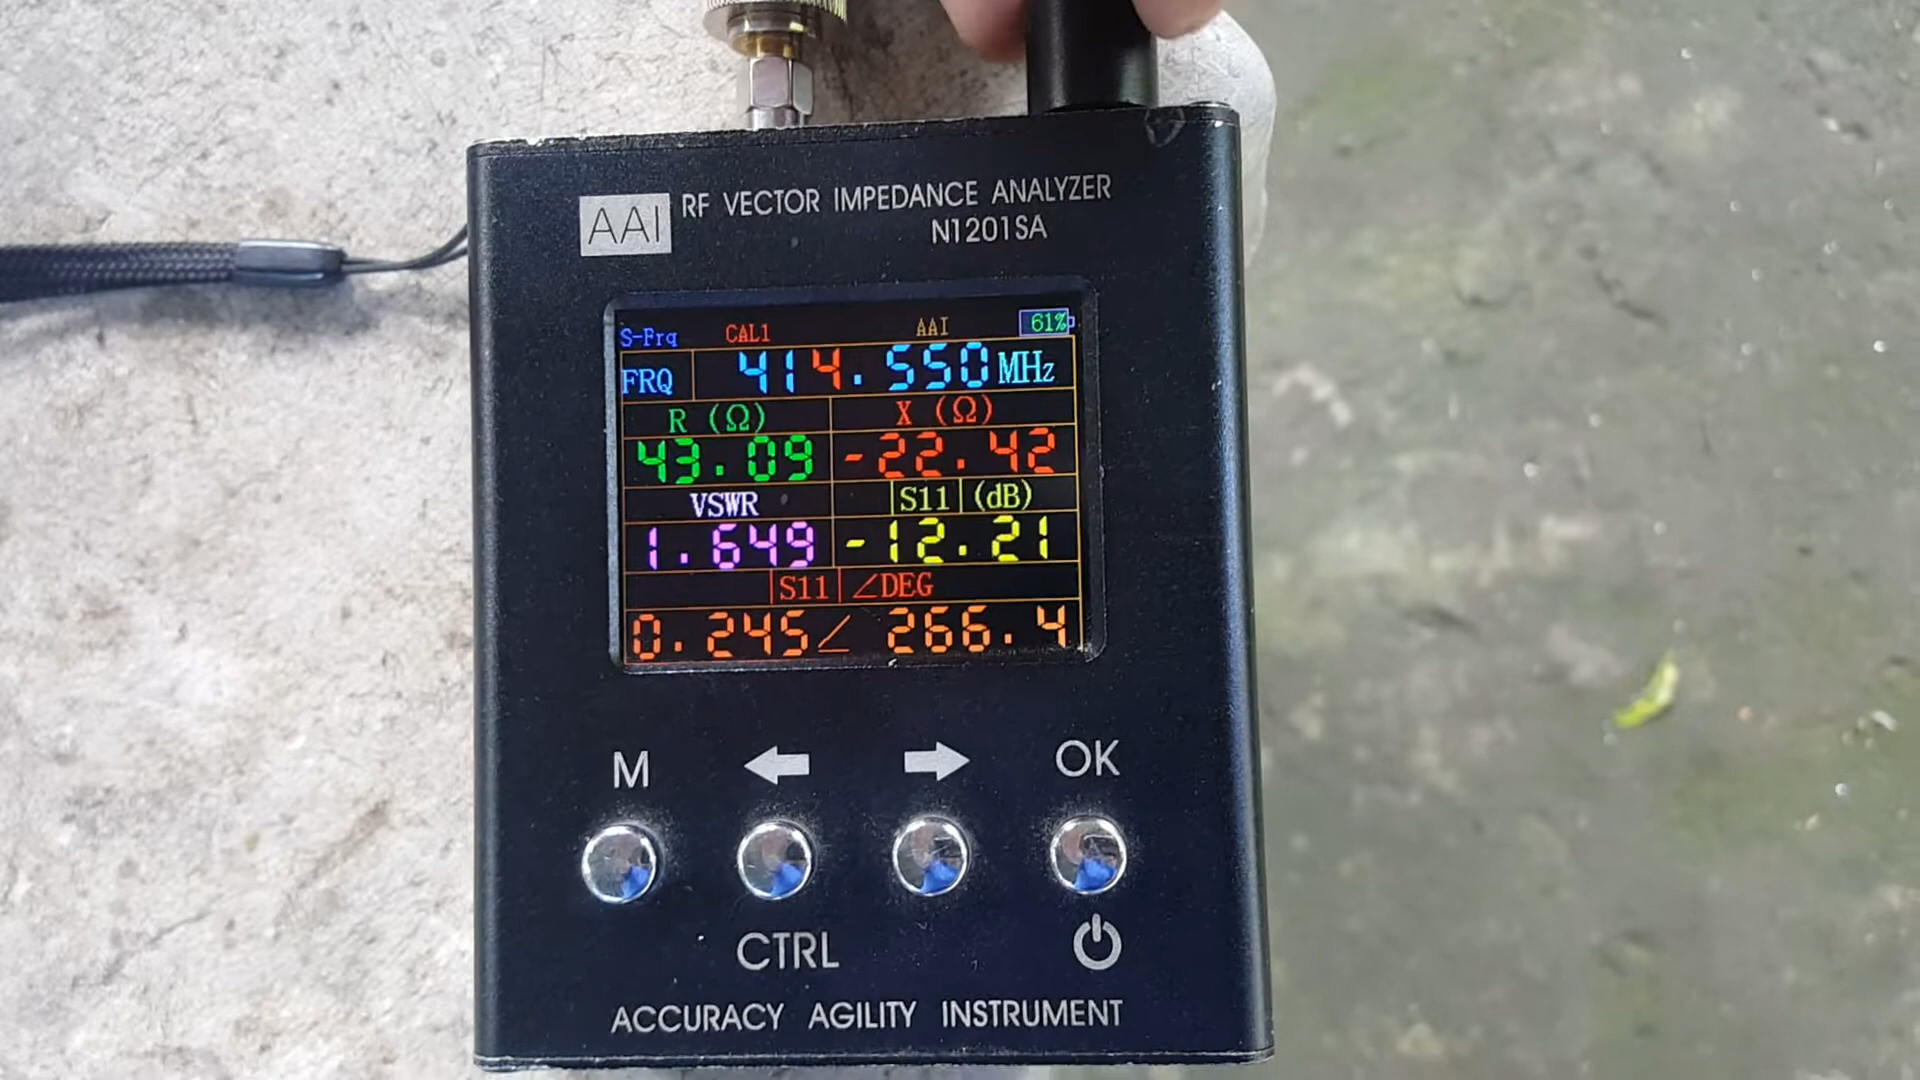 AAI RF VECTOR IMPEDANCE ANALYZER
N1201SA
S-Frq CAL1 AAI 61%
FRQ 414.550 MHz
R (Ω) X (Ω)
43.09 -22.42
VSWR |S11| (dB)
1.649 -12.21
|S11| ∠DEG
0.245∠ 266.4
M OK
CTRL
ACCURACY AGILITY INSTRUMENT